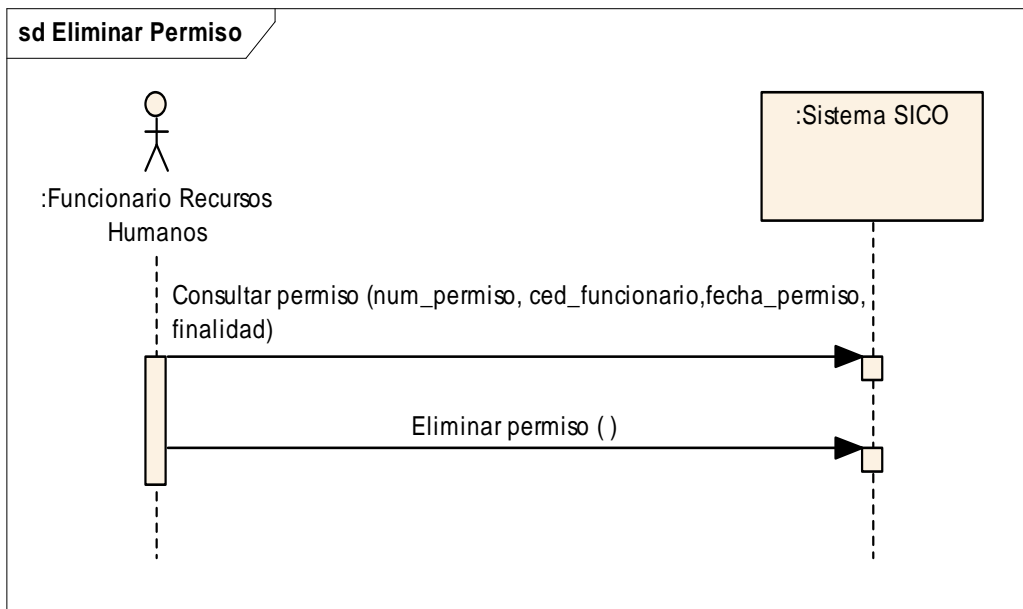 sd Eliminar Permiso
:Funcionario Recursos
Humanos
:Sistema SICO
Consultar permiso (num_permiso, ced_funcionario,fecha_permiso,
finalidad)
Eliminar permiso ( )